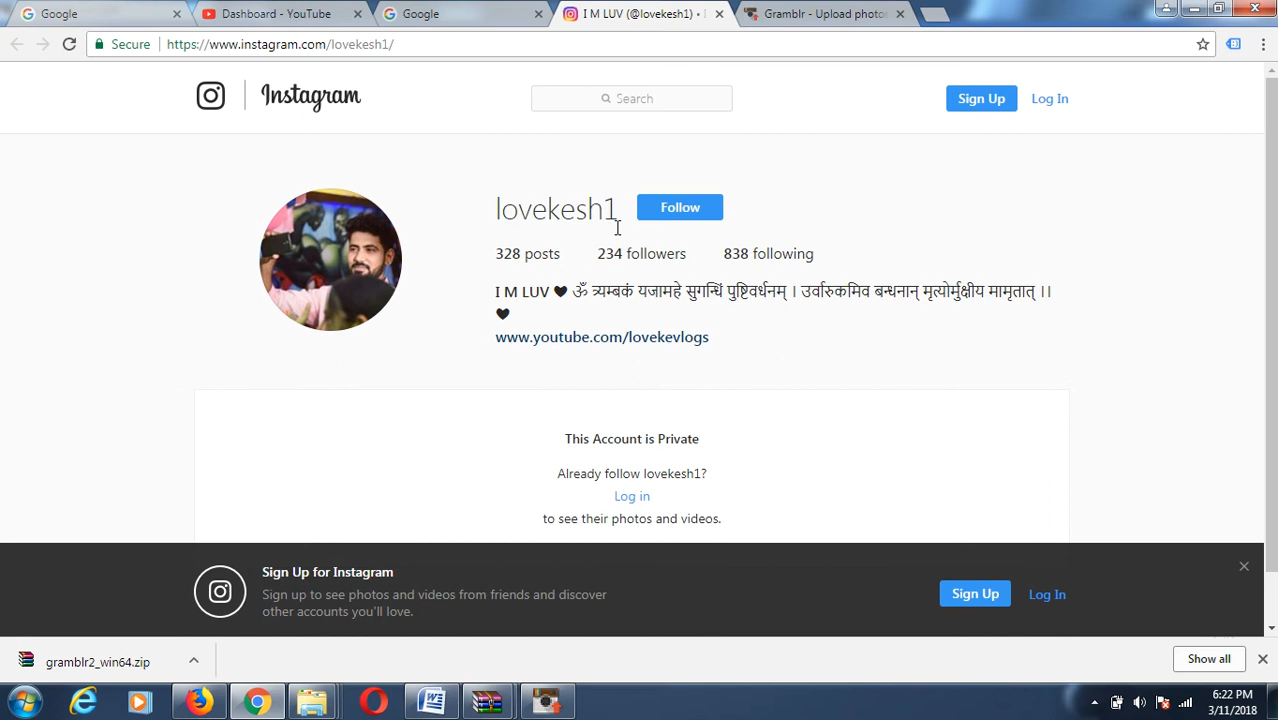 Google
Dashboard - YouTube
Google
I M LUV (@lovekesh1) •
Gramblr - Upload photo
Secure
https://www.instagram.com/lovekesh1/
Instagram
Search
Sign Up
Log In
lovekesh1
Follow
328 posts 234 followers 838 following
I M LUV ♥ ॐ त्र्यम्बकं यजामहे सुगन्धिं पुष्टिवर्धनम् । उर्वारुकमिव बन्धनान् मृत्योर्मुक्षीय मामृतात् ।।
♥
www.youtube.com/lovekevlogs
This Account is Private
Already follow lovekesh1?
Log in
to see their photos and videos.
Sign Up for Instagram
Sign up to see photos and videos from friends and discover
other accounts you'll love.
Sign Up
Log In
gramblr2_win64.zip
Show all
6:22 PM
3/11/2018